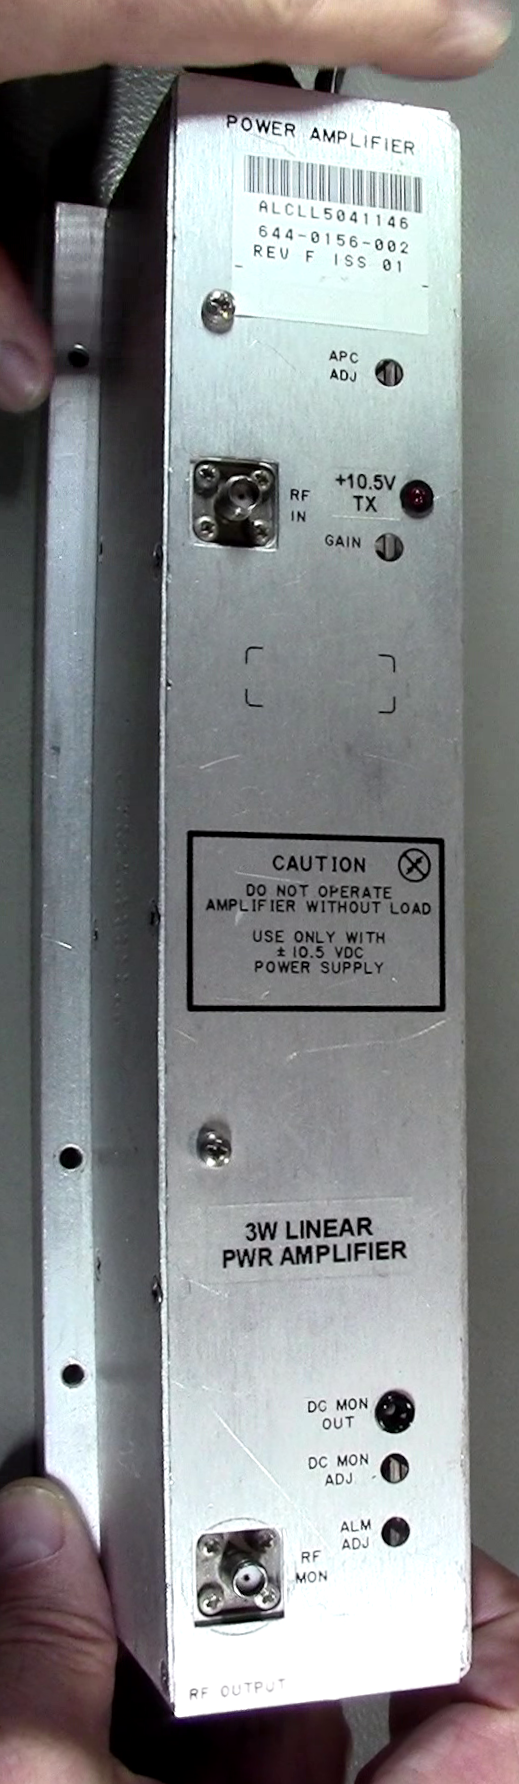 POWER AMPLIFIER
ALCLL5041146
644-0156-002
REV F ISS 01
APC
ADJ
+10.5V
TX
RF
IN
GAIN
CAUTION
DO NOT OPERATE
AMPLIFIER WITHOUT LOAD
USE ONLY WITH
± 10.5 VDC
POWER SUPPLY
3W LINEAR
PWR AMPLIFIER
DC MON
OUT
DC MON
ADJ
ALM
ADJ
RF
MON
RF OUTPUT